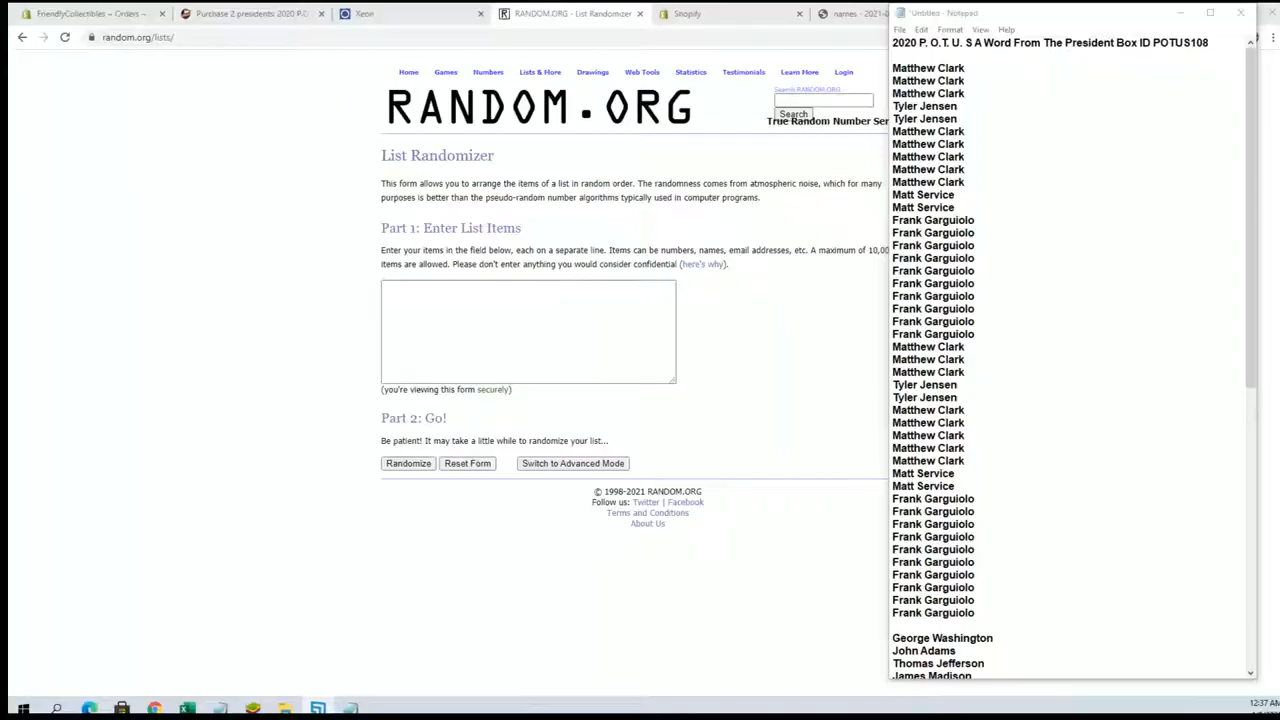 FriendlyCollectibles ~ Orders ~
Purchase 2 presidents: 2020 P.
Xeon
RANDOM.ORG - List Randomizer
Shopify
names - 2021-0
*Untitled - Notepad
random.org/lists/
File Edit Format View Help
Home Games Numbers Lists & More Drawings Web Tools Statistics Testimonials Learn More Login
RANDOM.ORG
Search RANDOM.ORG
Search
True Random Number Ser
List Randomizer
This form allows you to arrange the items of a list in random order. The randomness comes from atmospheric noise, which for many
purposes is better than the pseudo-random number algorithms typically used in computer programs.
Part 1: Enter List Items
Enter your items in the field below, each on a separate line. Items can be numbers, names, email addresses, etc. A maximum of 10,00
items are allowed. Please don't enter anything you would consider confidential (here's why).
(you're viewing this form securely)
Part 2: Go!
Be patient! It may take a little while to randomize your list...
Randomize Reset Form Switch to Advanced Mode
© 1998-2021 RANDOM.ORG
Follow us: Twitter | Facebook
Terms and Conditions
About Us
2020 P. O.T. U. S A Word From The President Box ID POTUS108
Matthew Clark
Matthew Clark
Matthew Clark
Tyler Jensen
Tyler Jensen
Matthew Clark
Matthew Clark
Matthew Clark
Matthew Clark
Matthew Clark
Matt Service
Matt Service
Frank Garguiolo
Frank Garguiolo
Frank Garguiolo
Frank Garguiolo
Frank Garguiolo
Frank Garguiolo
Frank Garguiolo
Frank Garguiolo
Frank Garguiolo
Frank Garguiolo
Matthew Clark
Matthew Clark
Matthew Clark
Tyler Jensen
Tyler Jensen
Matthew Clark
Matthew Clark
Matthew Clark
Matthew Clark
Matthew Clark
Matt Service
Matt Service
Frank Garguiolo
Frank Garguiolo
Frank Garguiolo
Frank Garguiolo
Frank Garguiolo
Frank Garguiolo
Frank Garguiolo
Frank Garguiolo
Frank Garguiolo
Frank Garguiolo
George Washington
John Adams
Thomas Jefferson
James Madison
12:37 AM